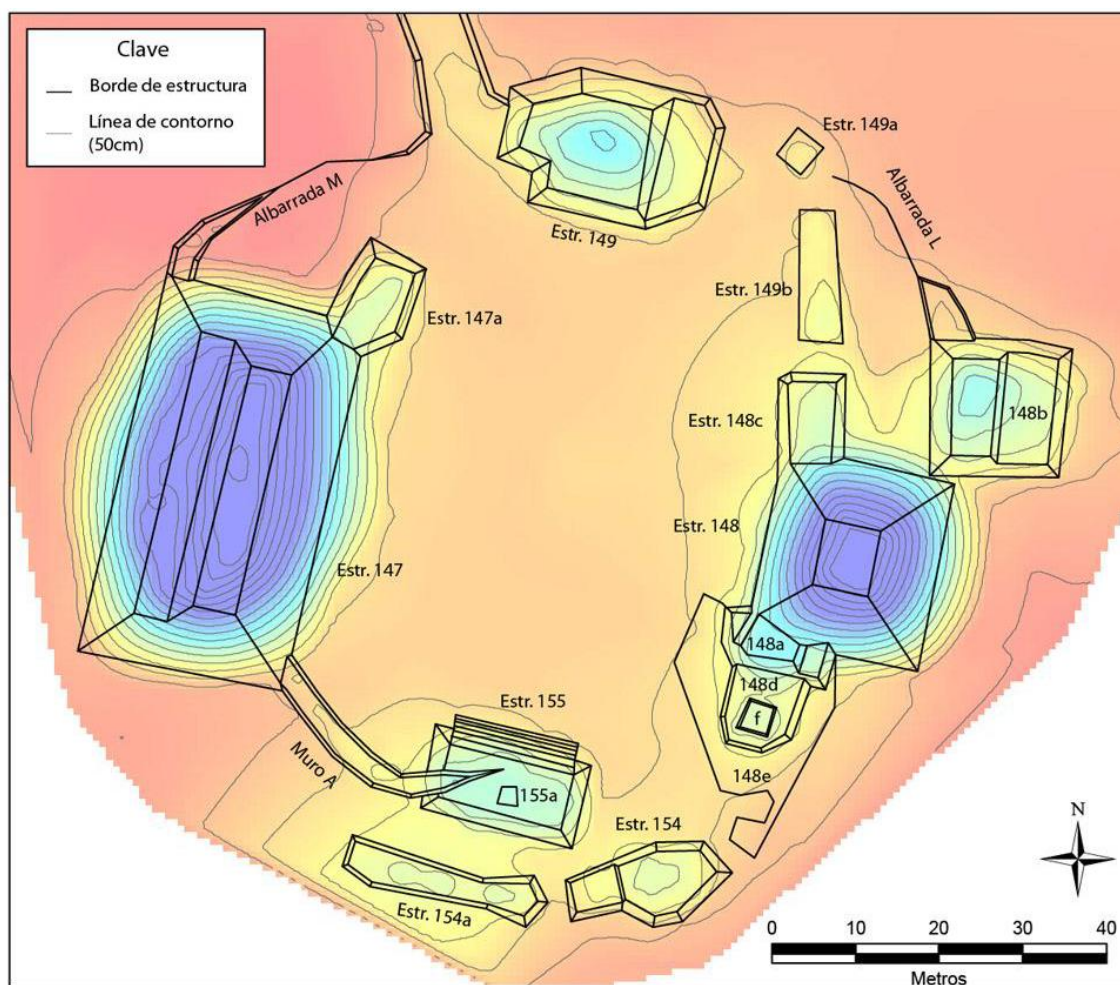 Clave
Borde de estructura
Línea de contorno
(50cm)
Estr. 149a
Albarrada M
Albarrada L
Estr. 149
Estr. 149b
Estr. 147a
148b
Estr. 148c
Estr. 148
Estr. 147
148a
148d
Estr. 155
f
148e
Muro A
155a
Estr. 154
Estr. 154a
N
0 10 20 30 40
Metros